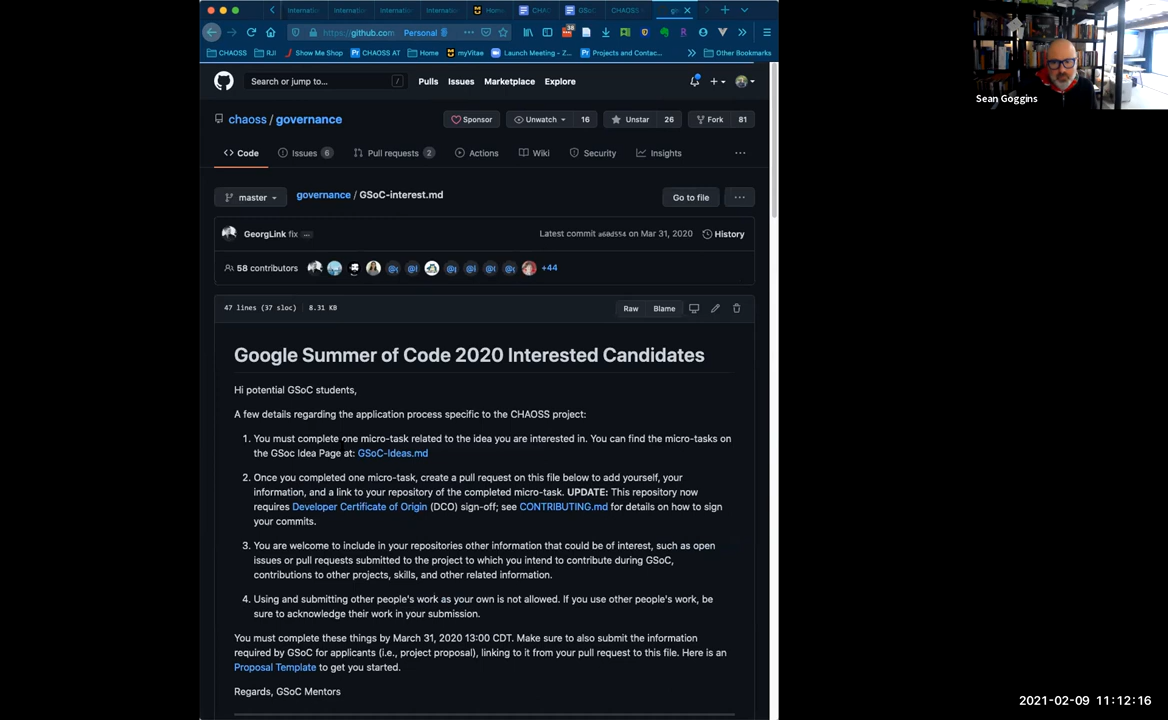 Internation
Internation
Internation
Internation
Home
CHAO
GSoC
CHAOSS
https://github.com
Personal
38
CHAOSS
RJI
Show Me Shop
CHAOSS AT
Home
myVitae
Launch Meeting - Z...
Projects and Contac...
Other Bookmarks
Search or jump to...
/
Pulls
Issues
Marketplace
Explore
chaoss / governance
Sponsor
Unwatch
16
Unstar
26
Fork
81
Code
Issues 6
Pull requests 2
Actions
Wiki
Security
Insights
master
governance / GSoC-interest.md
Go to file
GeorgLink fix
Latest commit a60d554 on Mar 31, 2020
History
58 contributors
+44
47 lines (37 sloc)
8.31 KB
Raw
Blame
Google Summer of Code 2020 Interested Candidates
Hi potential GSoC students,
A few details regarding the application process specific to the CHAOSS project:
1. You must complete one micro-task related to the idea you are interested in. You can find the micro-tasks on
the GSoc Idea Page at: GSoC-Ideas.md
2. Once you completed one micro-task, create a pull request on this file below to add yourself, your
information, and a link to your repository of the completed micro-task. UPDATE: This repository now
requires Developer Certificate of Origin (DCO) sign-off; see CONTRIBUTING.md for details on how to sign
your commits.
3. You are welcome to include in your repositories other information that could be of interest, such as open
issues or pull requests submitted to the project to which you intend to contribute during GSoC,
contributions to other projects, skills, and other related information.
4. Using and submitting other people's work as your own is not allowed. If you use other people's work, be
sure to acknowledge their work in your submission.
You must complete these things by March 31, 2020 13:00 CDT. Make sure to also submit the information
required by GSoC for applicants (i.e., project proposal), linking to it from your pull request to this file. Here is an
Proposal Template to get you started.
Regards, GSoC Mentors
Sean Goggins
2021-02-09 11:12:16